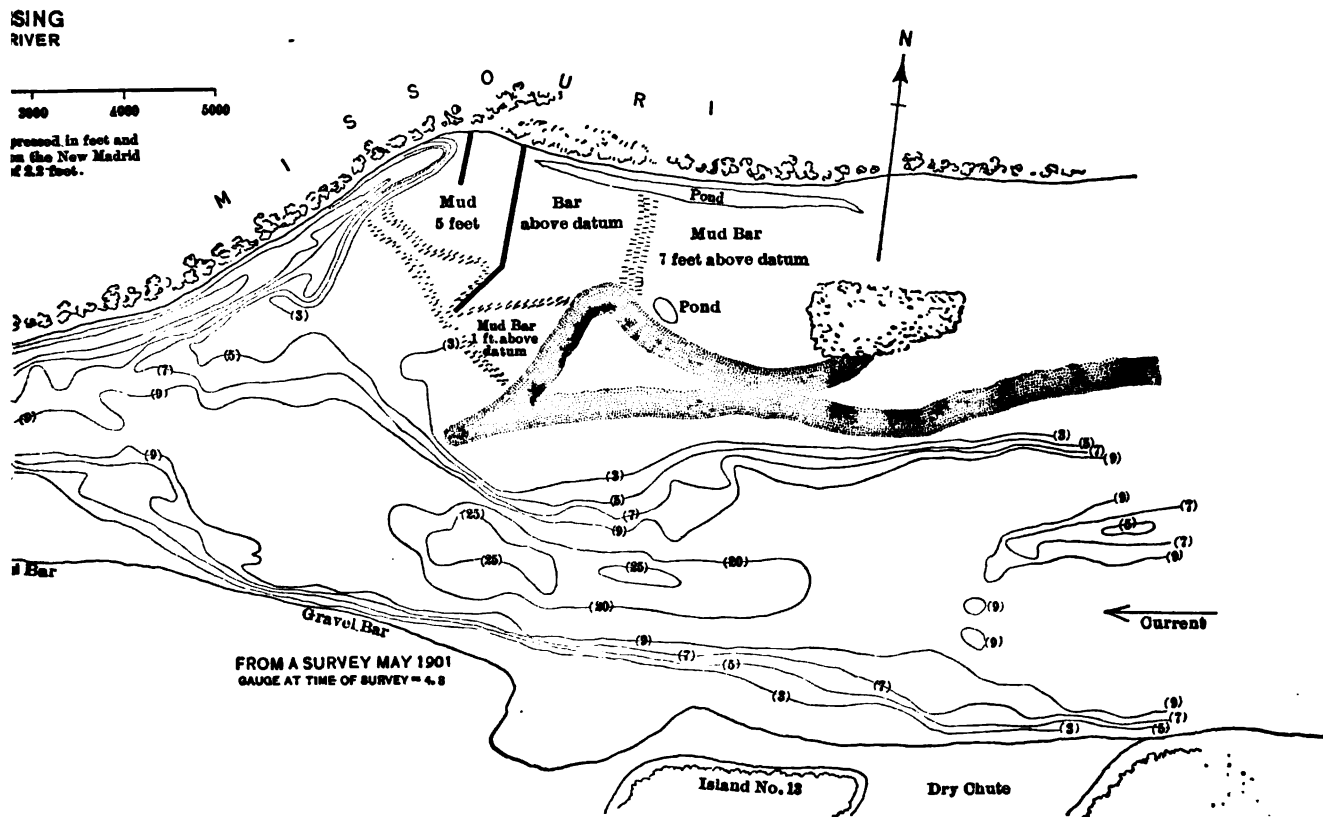 SING
RIVER
3000 4000 5000
pressed in feet and
on the New Madrid
of 2.2 feet.
MISSOURI
N
Mud
5 feet
Bar
above datum
Pond
Mud Bar
7 feet above datum
Pond
Mud Bar
1 ft. above
datum
(3)
(3)
(5)
(7)
(9)
(9)
(9)
(3)
(5)
(7)
(9)
(3)
(5)
(7)
(9)
(9)
(7)
(5)
(7)
(9)
(25)
(25)
(25)
(20)
(20)
(9)
(9)
Current
l Bar
Gravel Bar
FROM A SURVEY MAY 1901
GAUGE AT TIME OF SURVEY = 4.8
(9)
(7)
(5)
(3)
(7)
(9)
(7)
(3)
(5)
Island No. 13
Dry Chute